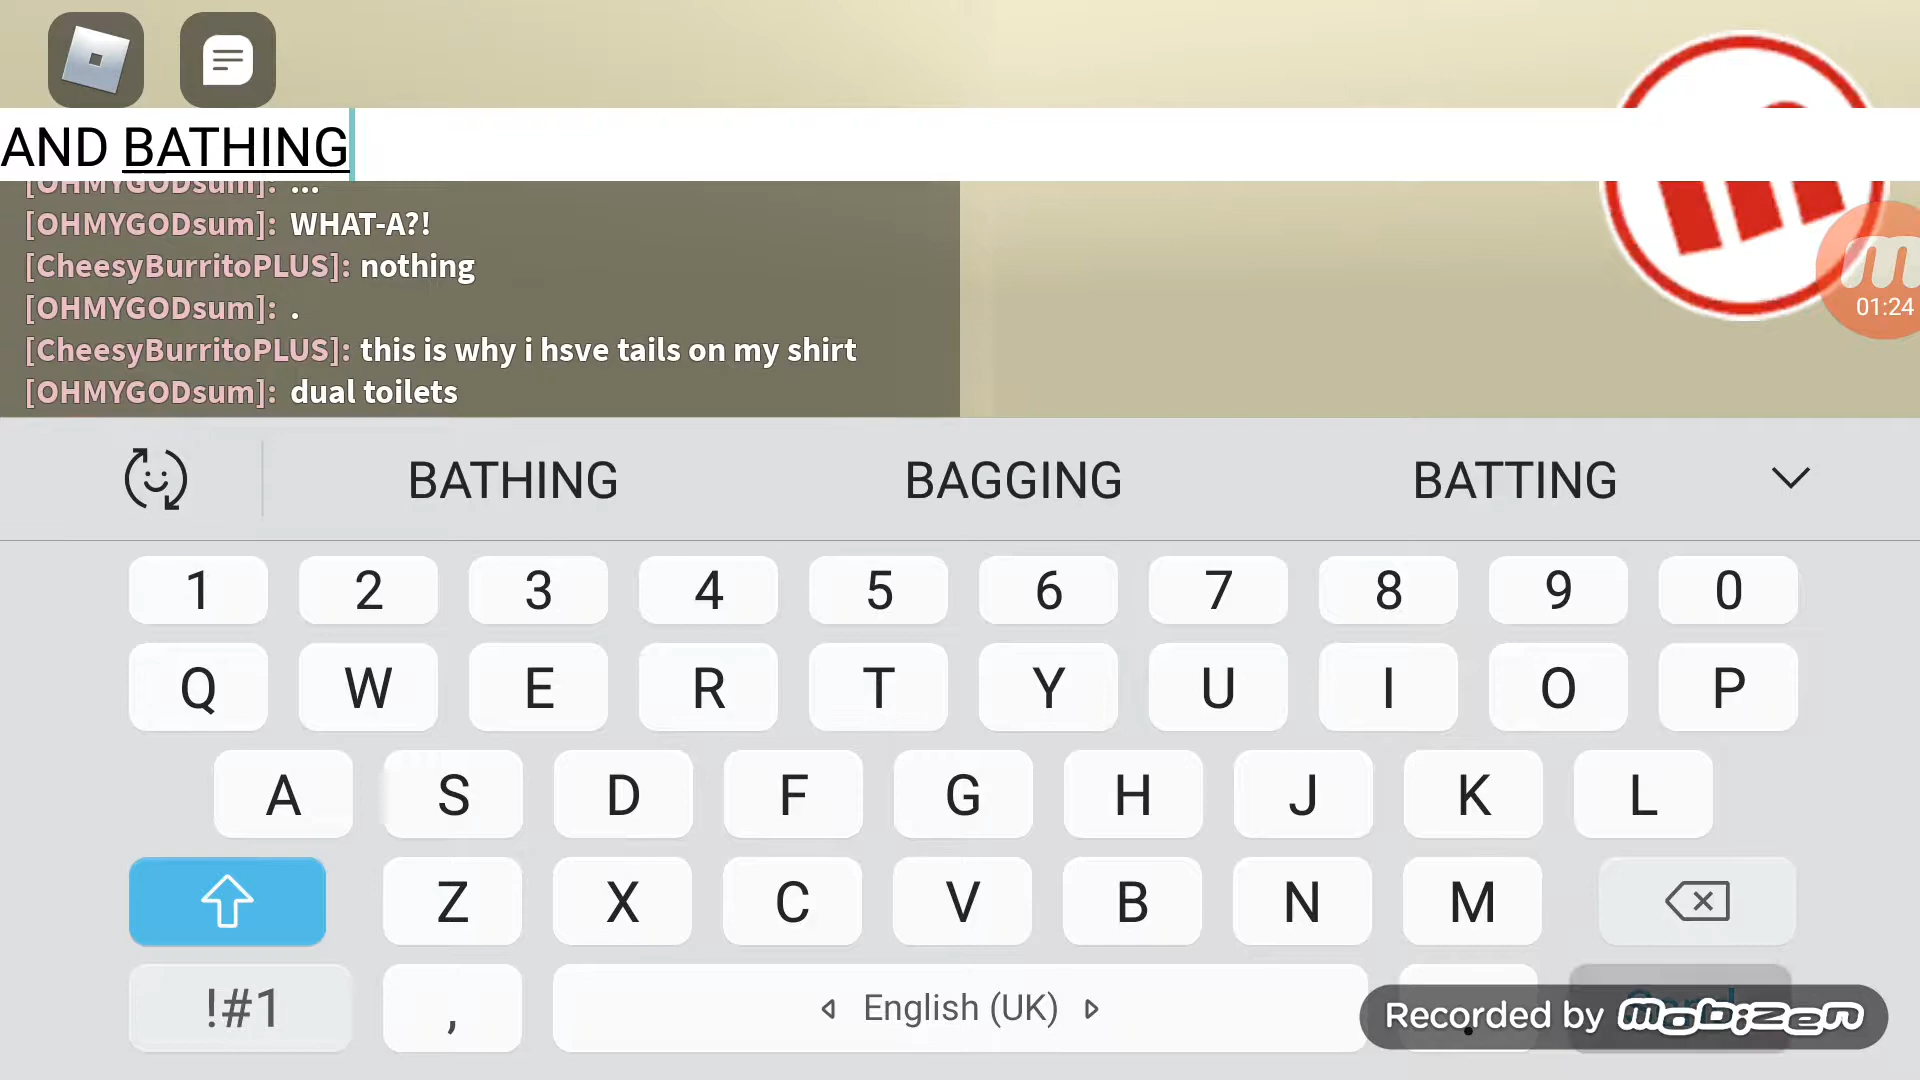 AND BATHING
[OHMYGODsum]: ...
[OHMYGODsum]: WHAT-A?!
[CheesyBurritoPLUS]: nothing
[OHMYGODsum]: .
[CheesyBurritoPLUS]: this is why i hsve tails on my shirt
[OHMYGODsum]: dual toilets
01:24
BATHING BAGGING BATTING
1 2 3 4 5 6 7 8 9 0
Q W E R T Y U I O P
A S D F G H J K L
Z X C V B N M
!#1 , English (UK) .
Recorded by mobizen